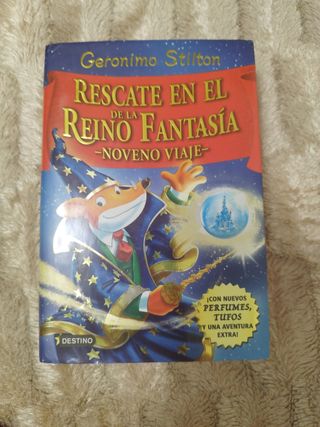 Geronimo Stilton
RESCATE EN EL
DE LA
REINO FANTASÍA
–NOVENO VIAJE–
¡CON NUEVOS
PERFUMES,
TUFOS
Y UNA AVENTURA
EXTRA!
DESTINO